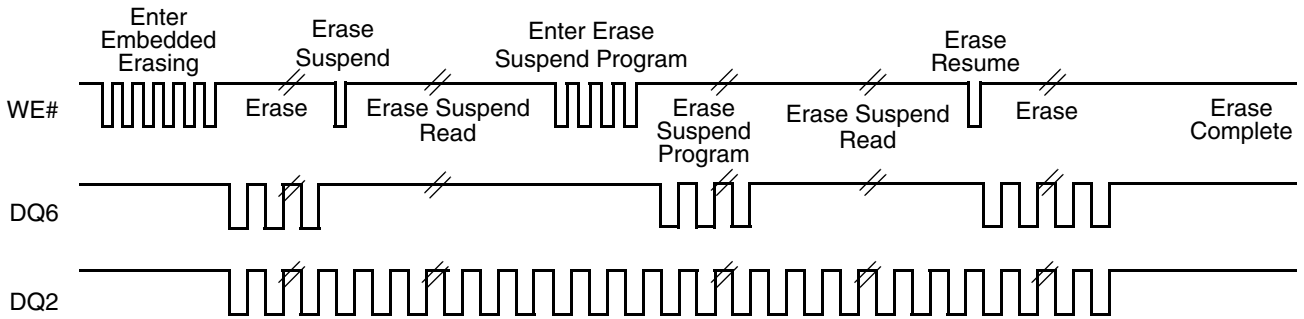 Enter
Embedded
Erasing
Erase
Suspend
Enter Erase
Suspend Program
Erase
Resume
WE#
Erase
Erase Suspend
Read
Erase
Suspend
Program
Erase Suspend
Read
Erase
Erase
Complete
DQ6
DQ2